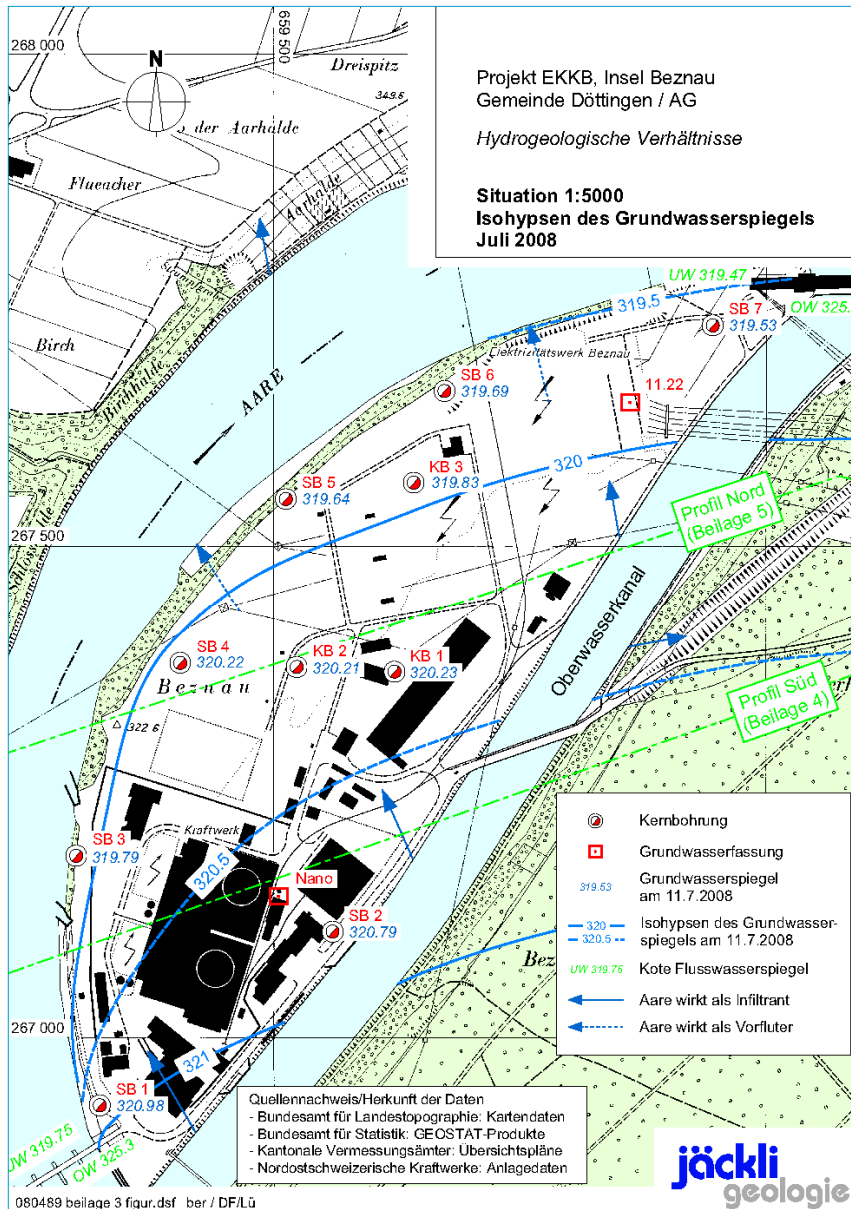 268 000
659 500
N
Dreispitz
349.6
der Aarhalde
Flueacher
Aarhalde
Birch
Birchhalde
AARE
Projekt EKKB, Insel Beznau
Gemeinde Döttingen / AG
Hydrogeologische Verhältnisse
Situation 1:5000
Isohypsen des Grundwasserspiegels
Juli 2008
UW 319.47
OW 325.
319.5
SB 7
319.53
Elektrizitätswerk Beznau
SB 6
319.69
11.22
320
KB 3
319.83
SB 5
319.64
267 500
Profil Nord
(Beilage 5)
Oberwasserkanal
SB 4
320.22
KB 2
320.21
KB 1
320.23
Beznau
322.6
Profil Süd
(Beilage 4)
SB 3
319.79
Kraftwerk
320.5
Nano
SB 2
320.79
Bez
267 000
321
SB 1
320.98
UW 319.75
OW 325.3
Kernbohrung
Grundwasserfassung
319.53
Grundwasserspiegel
am 11.7.2008
320
320.5
Isohypsen des Grundwasser-
spiegels am 11.7.2008
UW 319.75
Kote Flusswasserspiegel
Aare wirkt als Infiltrant
Aare wirkt als Vorfluter
Quellennachweis/Herkunft der Daten
- Bundesamt für Landestopographie: Kartendaten
- Bundesamt für Statistik: GEOSTAT-Produkte
- Kantonale Vermessungsämter: Übersichtspläne
- Nordostschweizerische Kraftwerke: Anlagedaten
jäckli
geologie
080489 beilage 3 figur.dsf ber / DF/Lü